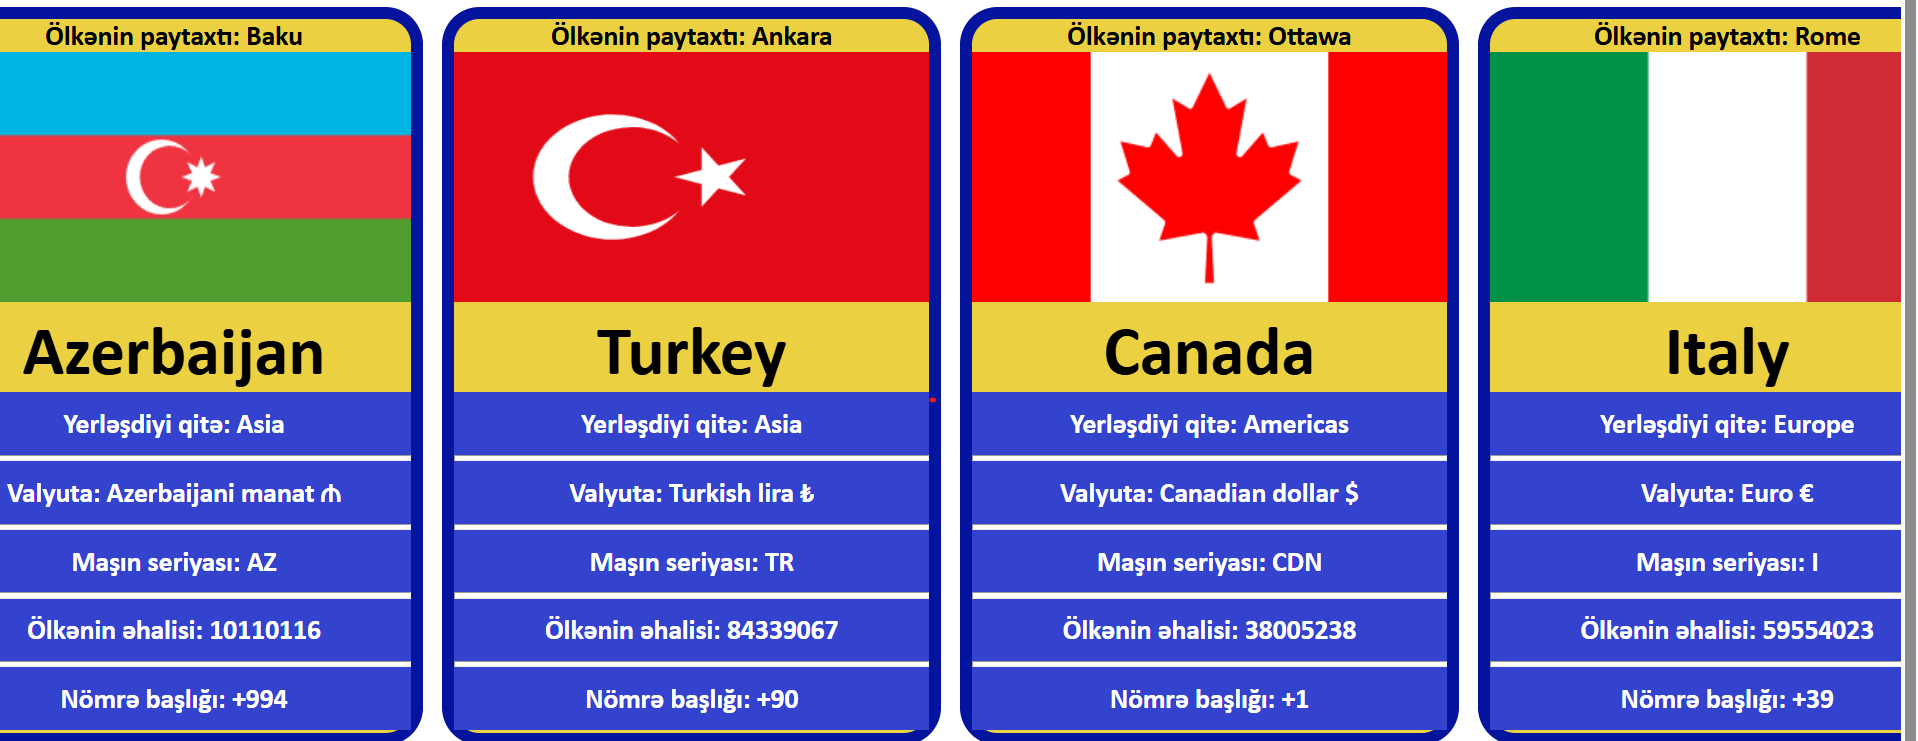 Ölkənin paytaxtı: Baku
Azerbaijan
Yerləşdiyi qitə: Asia
Valyuta: Azerbaijani manat ₼
Maşın seriyası: AZ
Ölkənin əhalisi: 10110116
Nömrə başlığı: +994
Ölkənin paytaxtı: Ankara
Turkey
Yerləşdiyi qitə: Asia
Valyuta: Turkish lira ₺
Maşın seriyası: TR
Ölkənin əhalisi: 84339067
Nömrə başlığı: +90
Ölkənin paytaxtı: Ottawa
Canada
Yerləşdiyi qitə: Americas
Valyuta: Canadian dollar $
Maşın seriyası: CDN
Ölkənin əhalisi: 38005238
Nömrə başlığı: +1
Ölkənin paytaxtı: Rome
Italy
Yerləşdiyi qitə: Europe
Valyuta: Euro €
Maşın seriyası: I
Ölkənin əhalisi: 59554023
Nömrə başlığı: +39